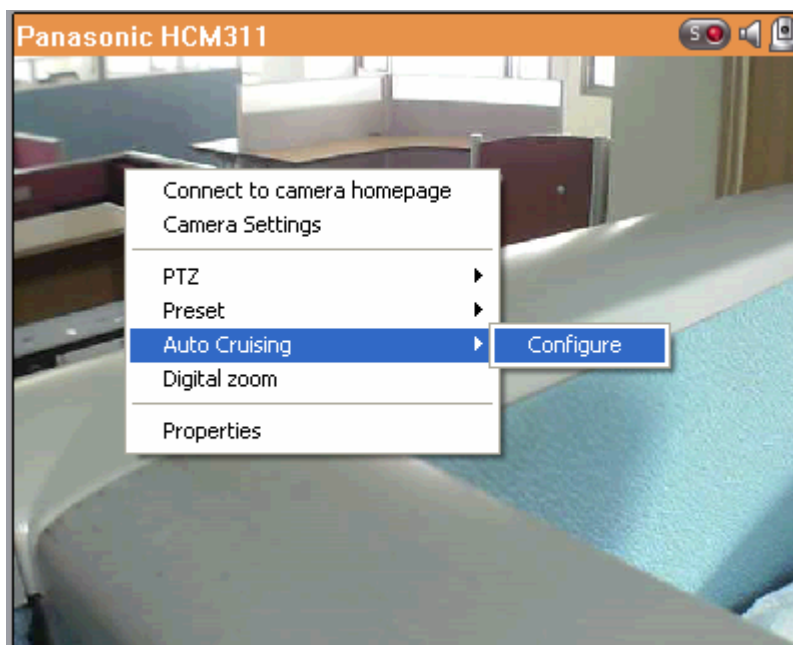 Panasonic HCM311
S
Connect to camera homepage
Camera Settings
PTZ
Preset
Auto Cruising
Configure
Digital zoom
Properties